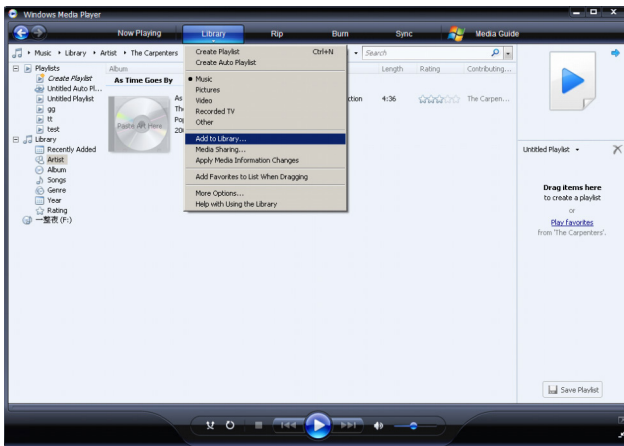 Windows Media Player
Now Playing Library Rip Burn Sync Media Guide
Music Library Artist The Carpenters
Search
Create Playlist Ctrl+N
Create Auto Playlist
Music
Pictures
Video
Recorded TV
Other
Add to Library...
Media Sharing...
Apply Media Information Changes
Add Favorites to List When Dragging
More Options...
Help with Using the Library
Playlists
Create Playlist
Untitled Auto Pl...
Untitled Playlist
gg
tt
test
Library
Recently Added
Artist
Album
Songs
Genre
Year
Rating
(F:)
Album
Length Rating Contributing...
As Time Goes By
Paste Art Here
As
The
Po
20
ction 4:36 The Carpen...
Untitled Playlist
Drag items here
to create a playlist
or
Play favorites
from 'The Carpenters'.
Save Playlist